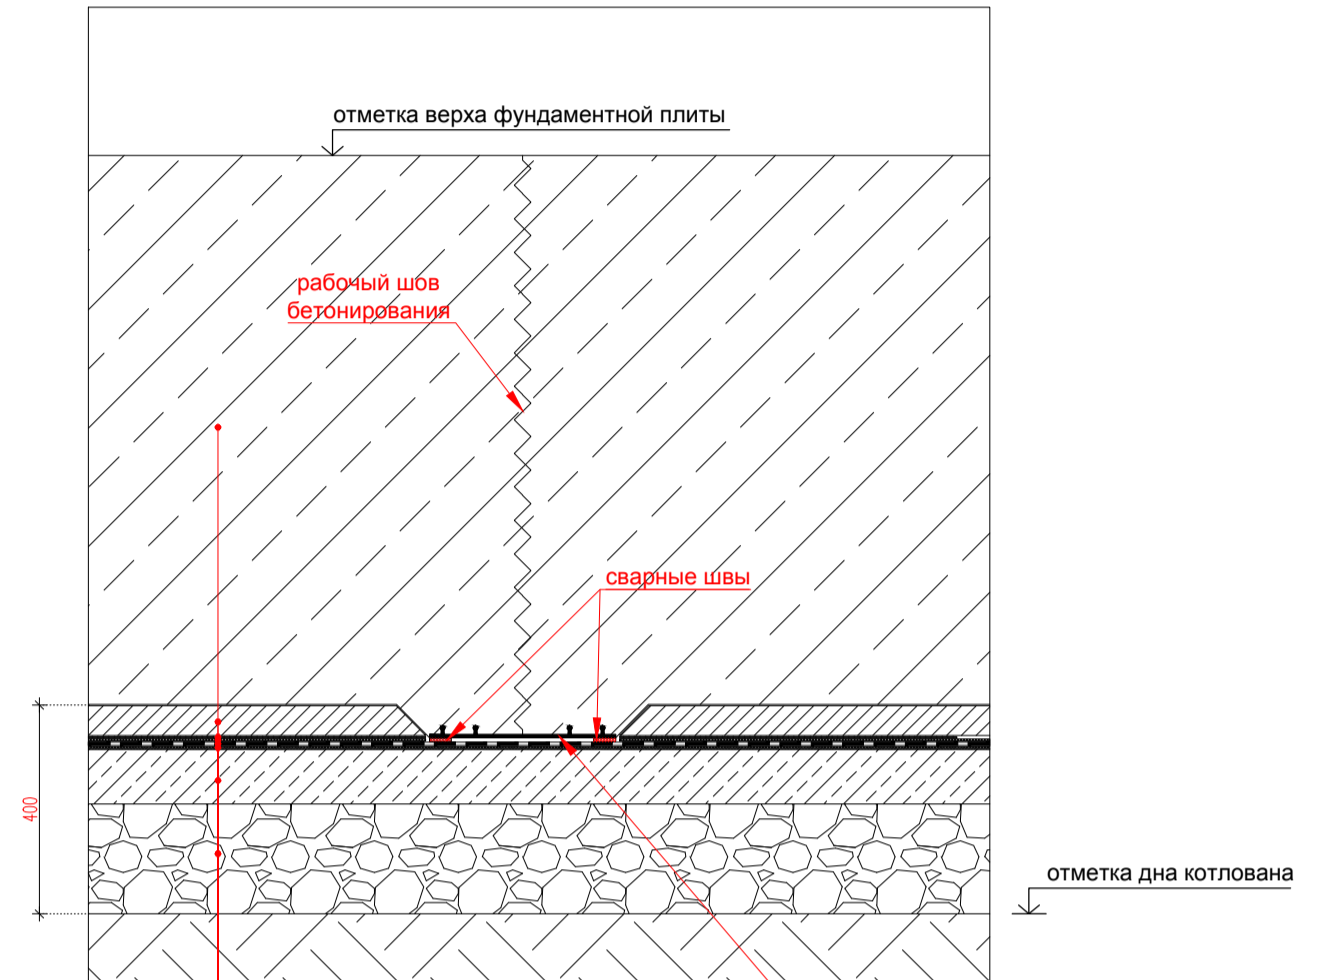 отметка верха фундаментной плиты
рабочий шов
бетонирования
сварные швы
400
отметка дна котлована